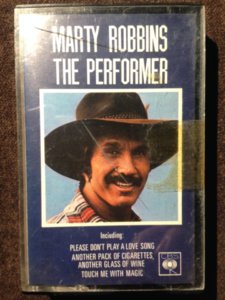 MARTY ROBBINS
THE PERFORMER
Including:
PLEASE DON'T PLAY A LOVE SONG
ANOTHER PACK OF CIGARETTES,
ANOTHER GLASS OF WINE
TOUCH ME WITH MAGIC
CBS